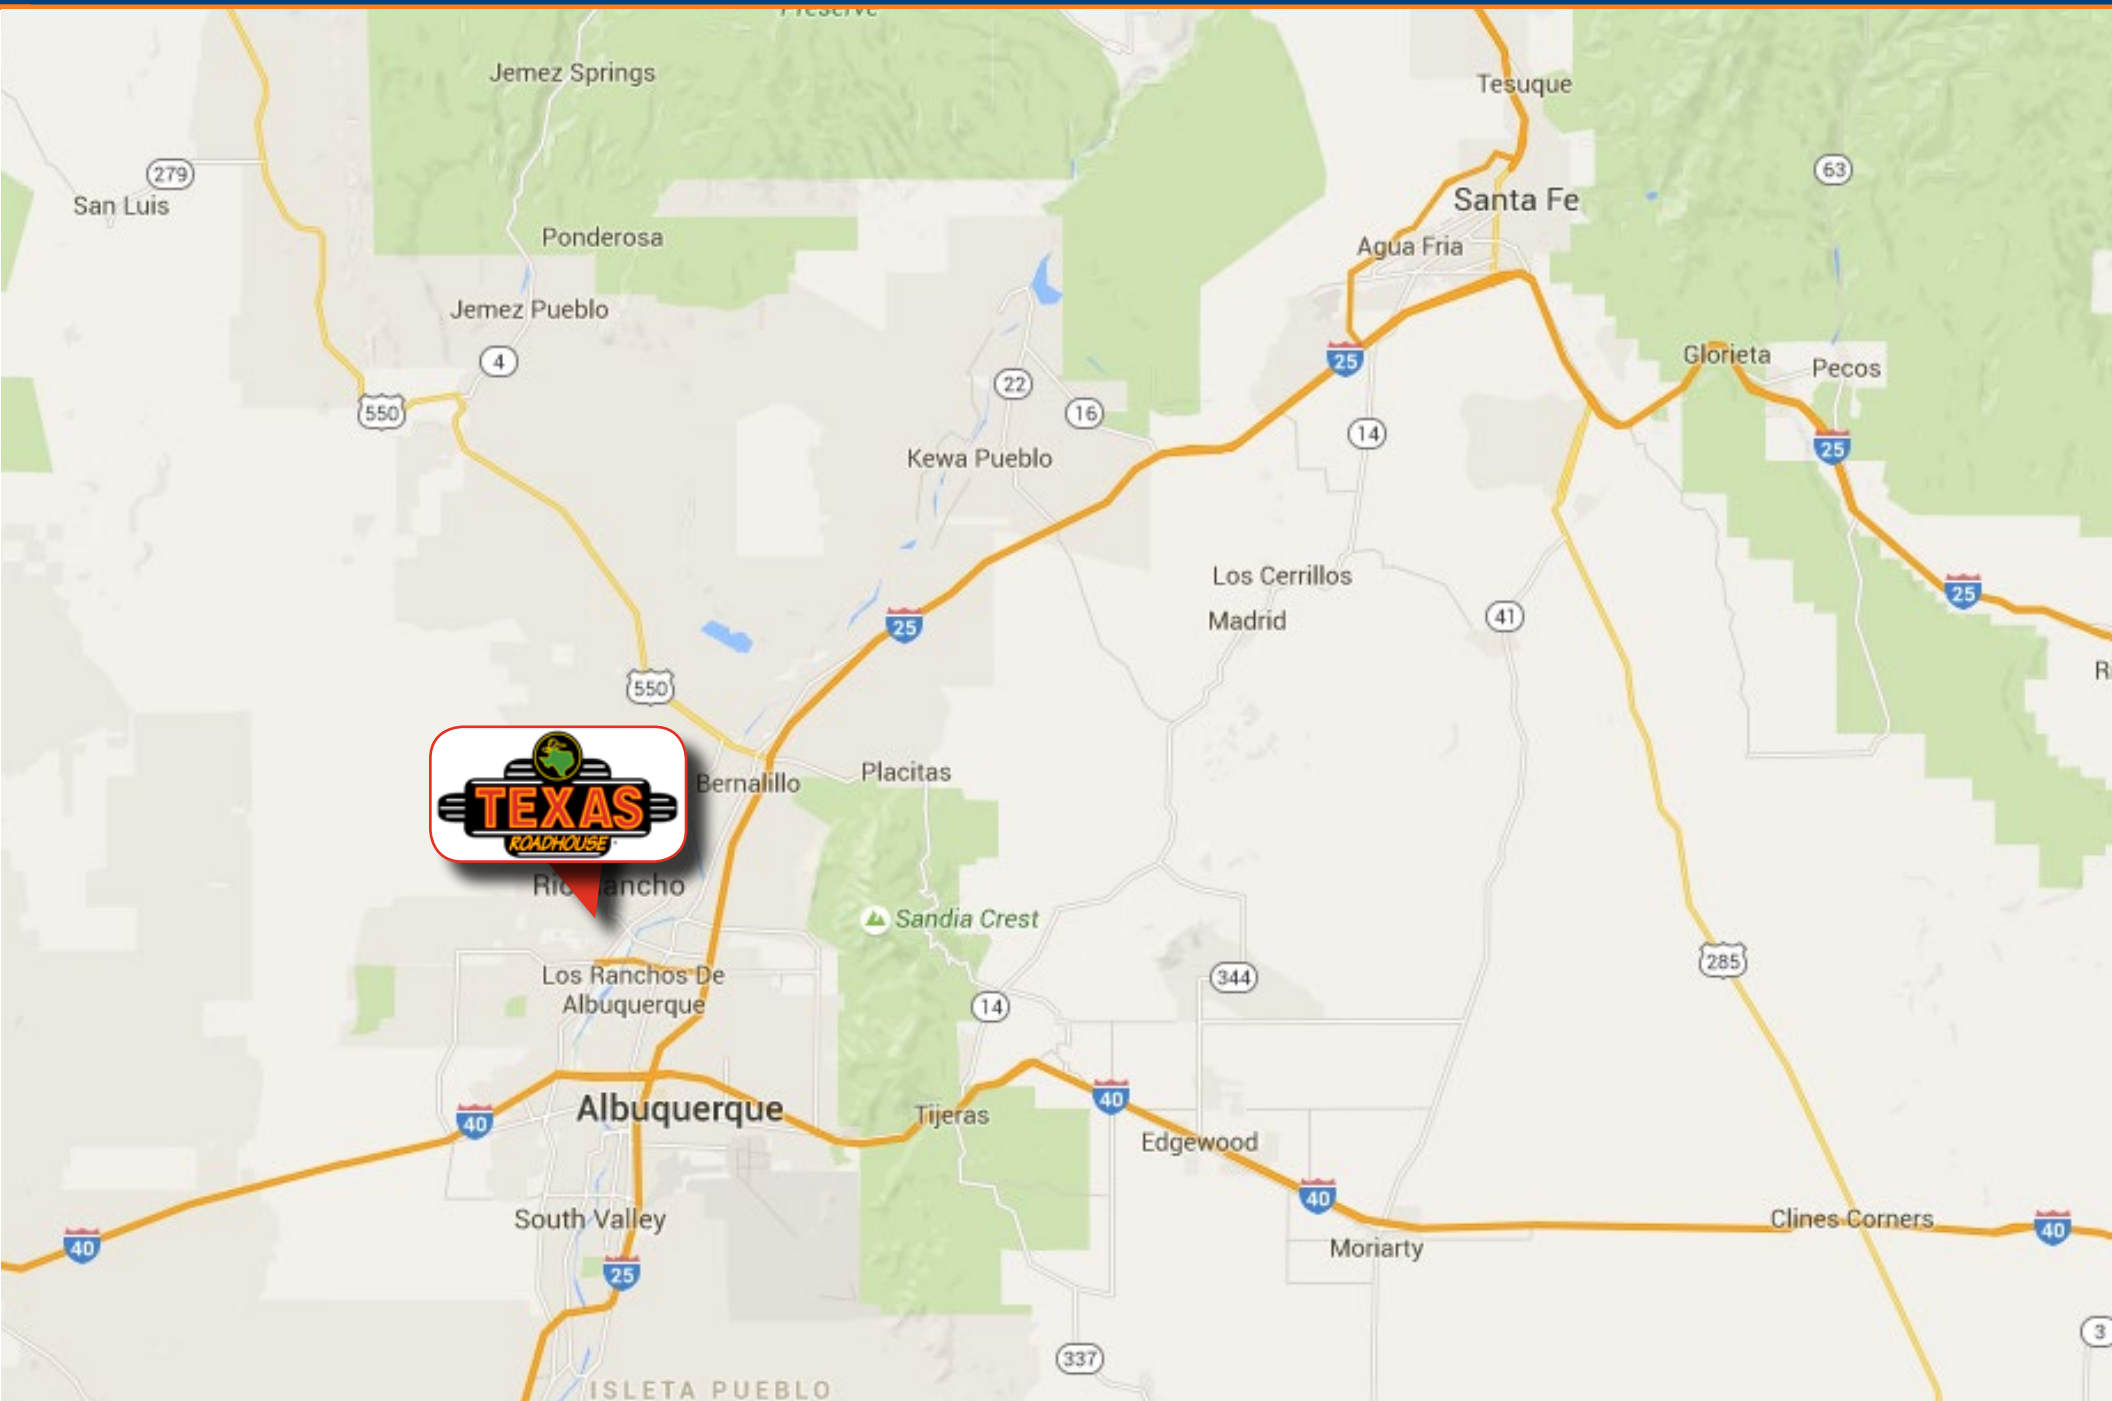 Preserve
Jemez Springs
Tesuque
279
63
San Luis
Santa Fe
Ponderosa
Agua Fria
Jemez Pueblo
4
25
Glorieta
Pecos
22
550
16
14
25
Kewa Pueblo
Los Cerrillos
25
Madrid
41
25
550
TEXAS
ROADHOUSE
Bernalillo
Placitas
Sandia Crest
Los Ranchos De
Albuquerque
344
285
14
40
Albuquerque
Tijeras
40
Edgewood
40
South Valley
Clines Corners
40
40
Moriarty
25
3
337
ISLETA PUEBLO